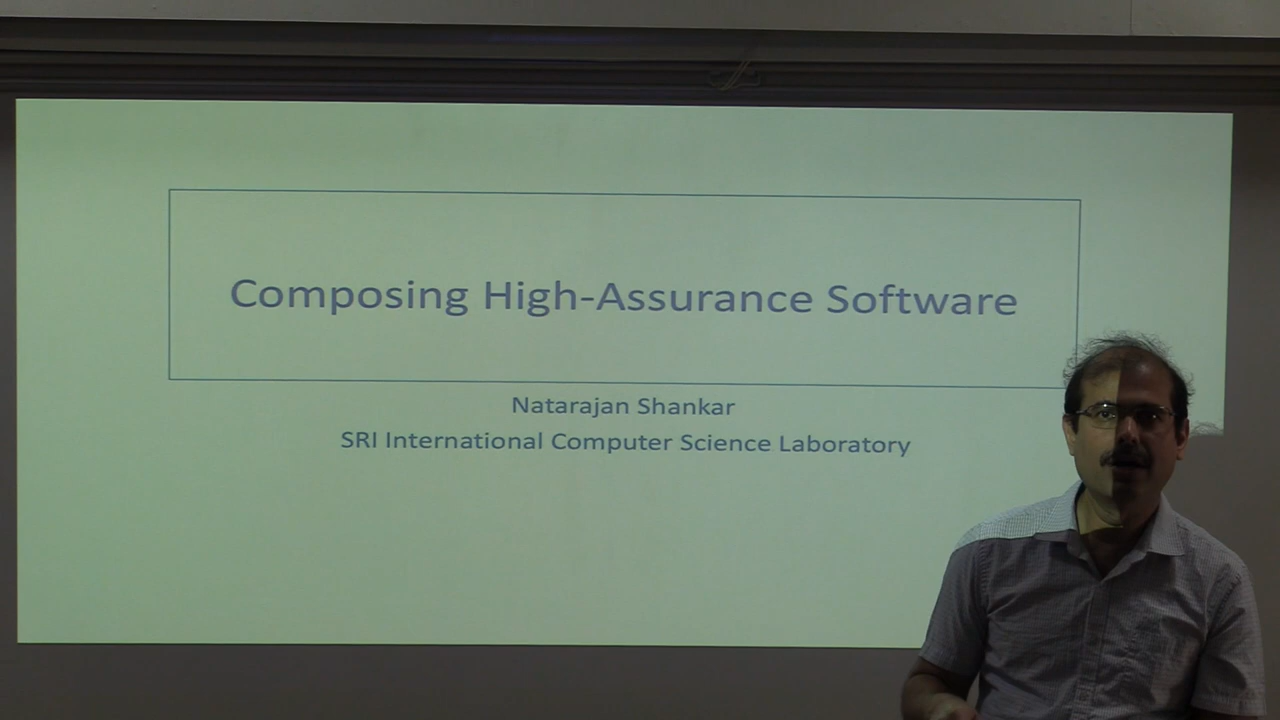 Composing High-Assurance Software
Natarajan Shankar
SRI International Computer Science Laboratory